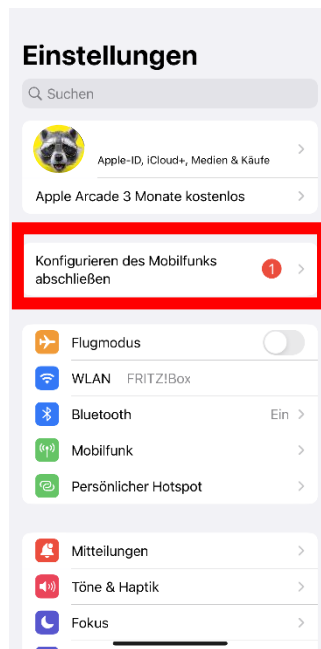 Einstellungen
Suchen
Apple-ID, iCloud+, Medien & Käufe
Apple Arcade 3 Monate kostenlos
Konfigurieren des Mobilfunks
abschließen
1
Flugmodus
WLAN FRITZ!Box
Bluetooth Ein
Mobilfunk
Persönlicher Hotspot
Mitteilungen
Töne & Haptik
Fokus